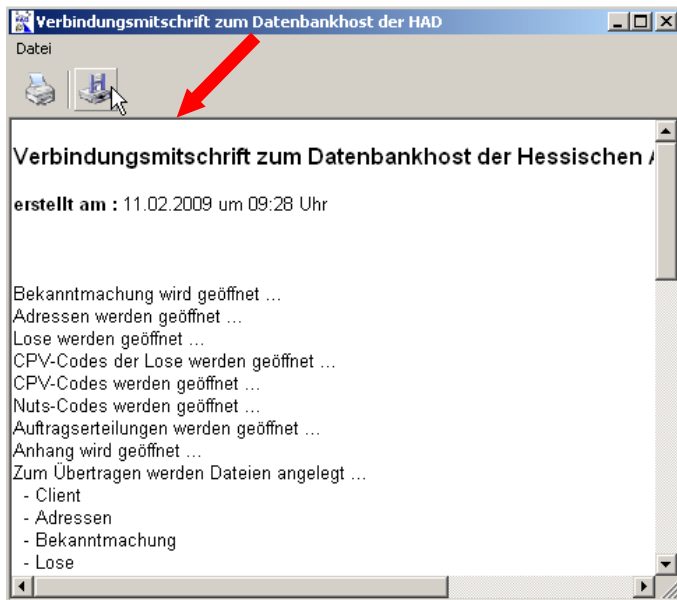 Verbindungsmitschrift zum Datenbankhost der HAD
Datei
Verbindungsmitschrift zum Datenbankhost der Hessischen
erstellt am : 11.02.2009 um 09:28 Uhr
Bekanntmachung wird geöffnet ...
Adressen werden geöffnet ...
Lose werden geöffnet ...
CPV-Codes der Lose werden geöffnet ...
CPV-Codes werden geöffnet ...
Nuts-Codes werden geöffnet ...
Auftragserteilungen werden geöffnet ...
Anhang wird geöffnet ...
Zum Übertragen werden Dateien angelegt ...
- Client
- Adressen
- Bekanntmachung
- Lose